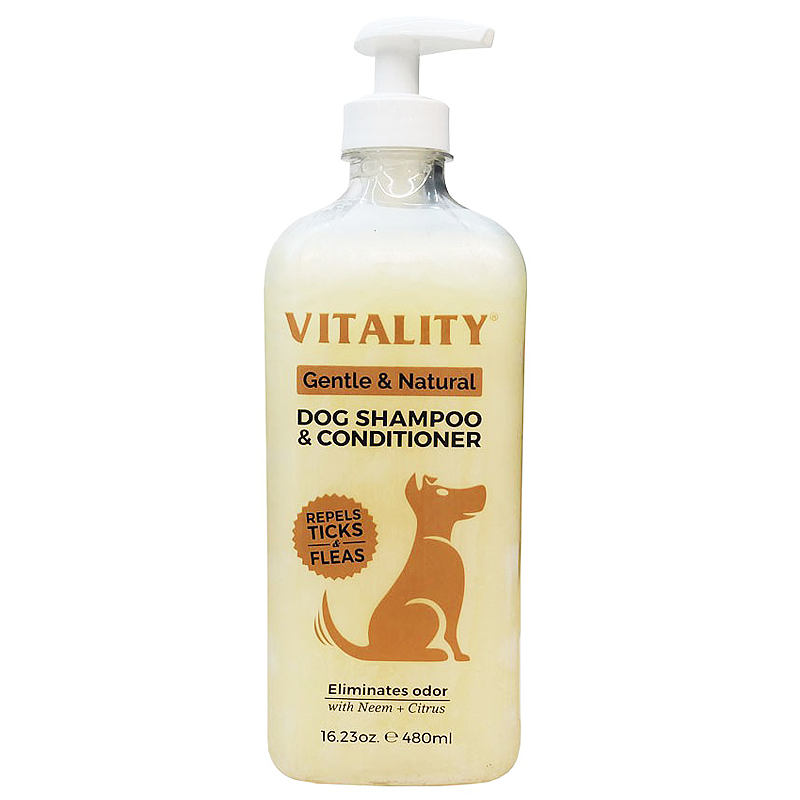 VITALITY®
Gentle & Natural
DOG SHAMPOO
& CONDITIONER
REPELS
TICKS
&
FLEAS
Eliminates odor
with Neem + Citrus
16.23oz. ℮ 480ml